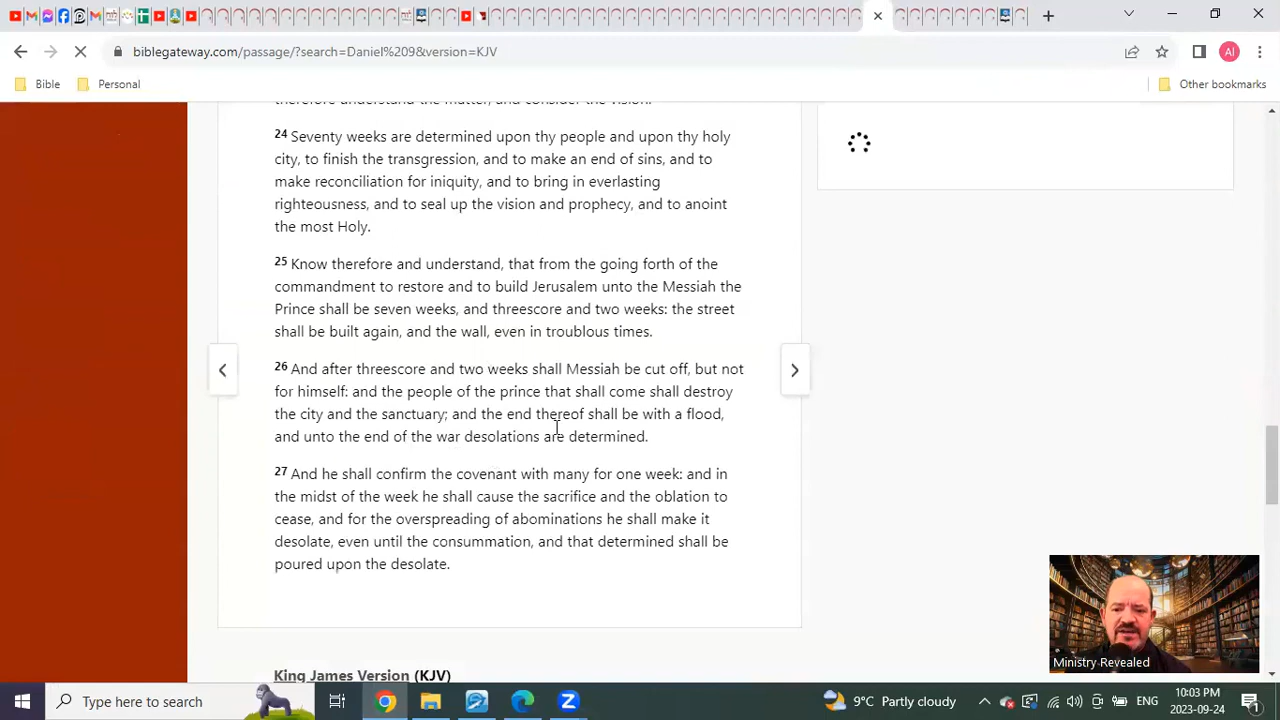 biblegateway.com/passage/?search=Daniel%209&version=KJV
AI
Bible
Personal
Other bookmarks
therefore understand the matter, and consider the vision.
24 Seventy weeks are determined upon thy people and upon thy holy
city, to finish the transgression, and to make an end of sins, and to
make reconciliation for iniquity, and to bring in everlasting
righteousness, and to seal up the vision and prophecy, and to anoint
the most Holy.
25 Know therefore and understand, that from the going forth of the
commandment to restore and to build Jerusalem unto the Messiah the
Prince shall be seven weeks, and threescore and two weeks: the street
shall be built again, and the wall, even in troublous times.
26 And after threescore and two weeks shall Messiah be cut off, but not
for himself: and the people of the prince that shall come shall destroy
the city and the sanctuary; and the end thereof shall be with a flood,
and unto the end of the war desolations are determined.
27 And he shall confirm the covenant with many for one week: and in
the midst of the week he shall cause the sacrifice and the oblation to
cease, and for the overspreading of abominations he shall make it
desolate, even until the consummation, and that determined shall be
poured upon the desolate.
King James Version (KJV)
Ministry Revealed
Type here to search
9°C Partly cloudy
ENG
10:03 PM
2023-09-24
1